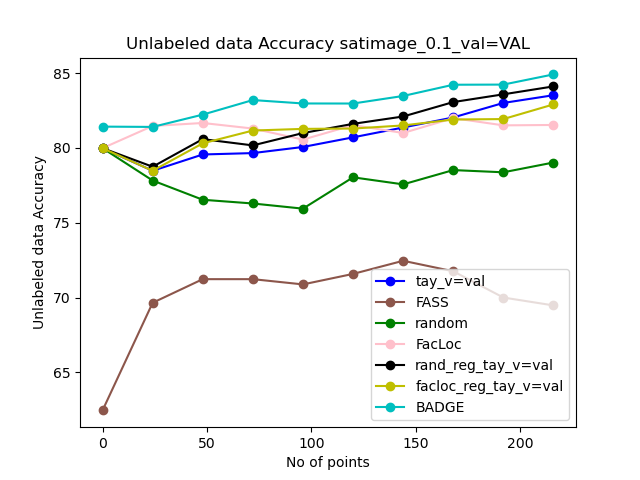 Unlabeled data Accuracy satimage_0.1_val=VAL
Unlabeled data Accuracy
85
80
75
70
65
0
50
100
150
200
No of points
tay_v=val
FASS
random
FacLoc
rand_reg_tay_v=val
facloc_reg_tay_v=val
BADGE